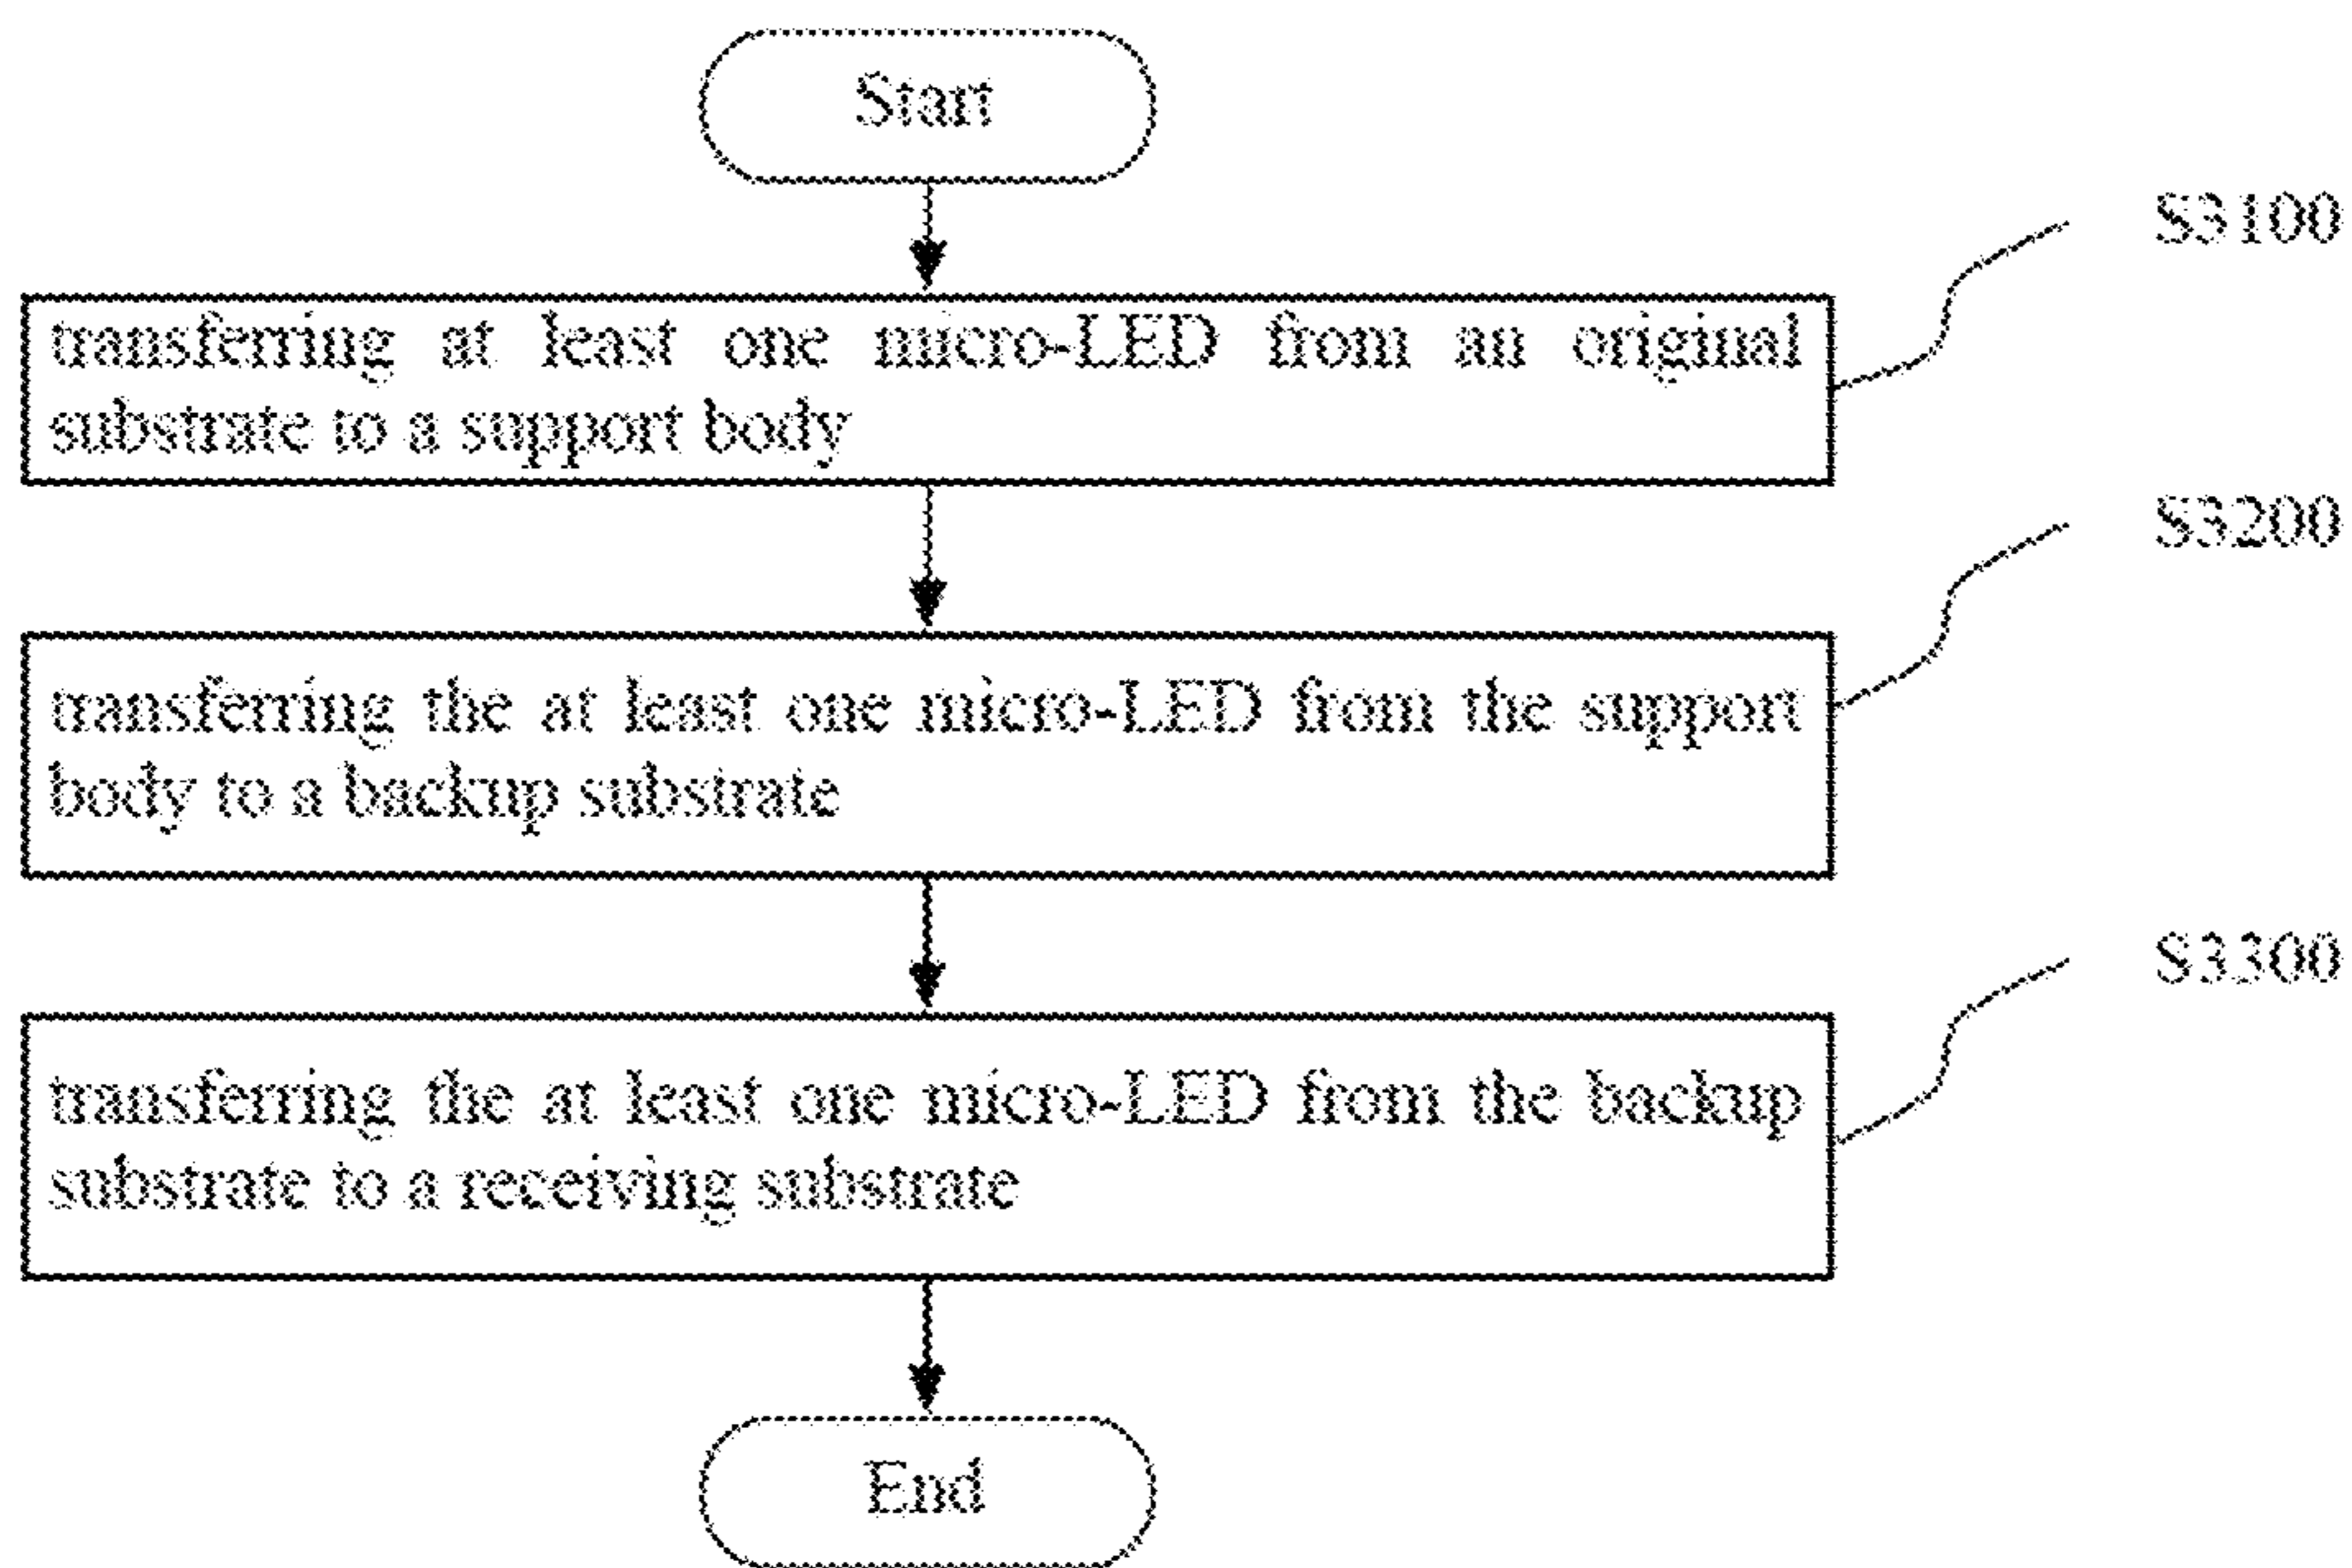 Start
S3100
transferring at least one micro-LED from an original
substrate to a support body
S3200
transferring the at least one micro-LED from the support
body to a backup substrate
S3300
transferring the at least one micro-LED from the backup
substrate to a receiving substrate
End